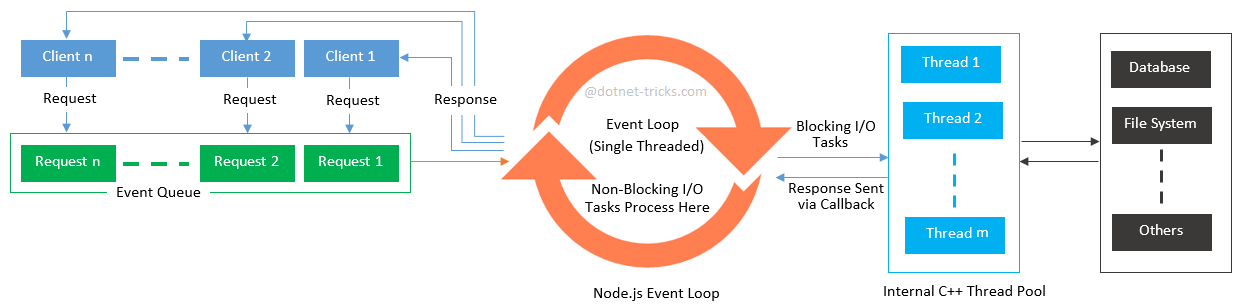 Client n
Client 2
Client 1
Request
Request
Request
Response
Request n
Request 2
Request 1
Event Queue
@dotnet-tricks.com
Event Loop
(Single Threaded)
Non-Blocking I/O
Tasks Process Here
Node.js Event Loop
Blocking I/O
Tasks
Response Sent
via Callback
Thread 1
Thread 2
Thread m
Internal C++ Thread Pool
Database
File System
Others